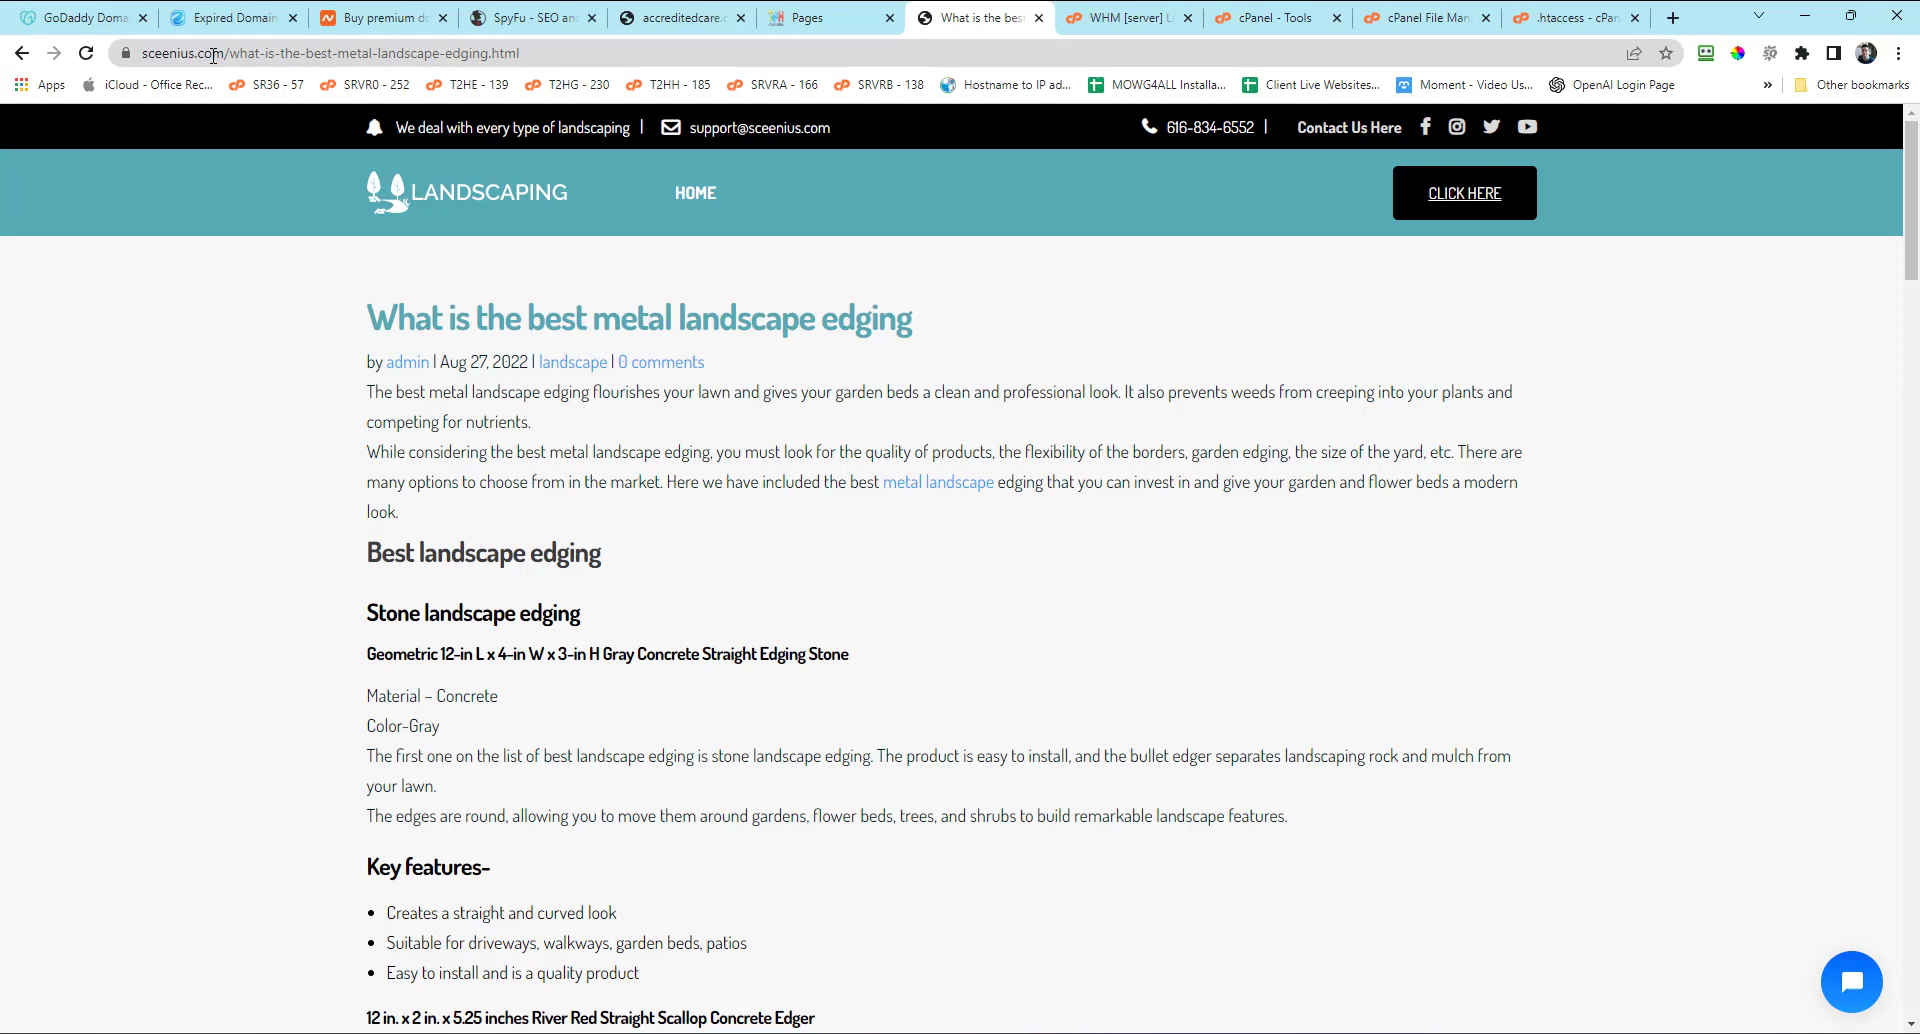 GoDaddy Doma
Expired Domain
Buy premium do
SpyFu - SEO an
accreditedcare.c
Pages
What is the bes
WHM [server] Li
cPanel - Tools
cPanel File Man
.htaccess - cPan
sceenius.com/what-is-the-best-metal-landscape-edging.html
Apps
iCloud - Office Rec...
SR36 - 57
SRVR0 - 252
T2HE - 139
T2HG - 230
T2HH - 185
SRVRA - 166
SRVRB - 138
Hostname to IP ad...
MOWG4ALL Installa...
Client Live Websites...
Moment - Video Us...
OpenAI Login Page
»
Other bookmarks
We deal with every type of landscaping |
support@sceenius.com
616-834-6552 |
Contact Us Here
LANDSCAPING
HOME
CLICK HERE
What is the best metal landscape edging
by admin | Aug 27, 2022 | landscape | 0 comments
The best metal landscape edging flourishes your lawn and gives your garden beds a clean and professional look. It also prevents weeds from creeping into your plants and
competing for nutrients.
While considering the best metal landscape edging, you must look for the quality of products, the flexibility of the borders, garden edging, the size of the yard, etc. There are
many options to choose from in the market. Here we have included the best metal landscape edging that you can invest in and give your garden and flower beds a modern
look.
Best landscape edging
Stone landscape edging
Geometric 12-in L x 4-in W x 3-in H Gray Concrete Straight Edging Stone
Material – Concrete
Color-Gray
The first one on the list of best landscape edging is stone landscape edging. The product is easy to install, and the bullet edger separates landscaping rock and mulch from
your lawn.
The edges are round, allowing you to move them around gardens, flower beds, trees, and shrubs to build remarkable landscape features.
Key features-
• Creates a straight and curved look
• Suitable for driveways, walkways, garden beds, patios
• Easy to install and is a quality product
12 in. x 2 in. x 5.25 inches River Red Straight Scallop Concrete Edger